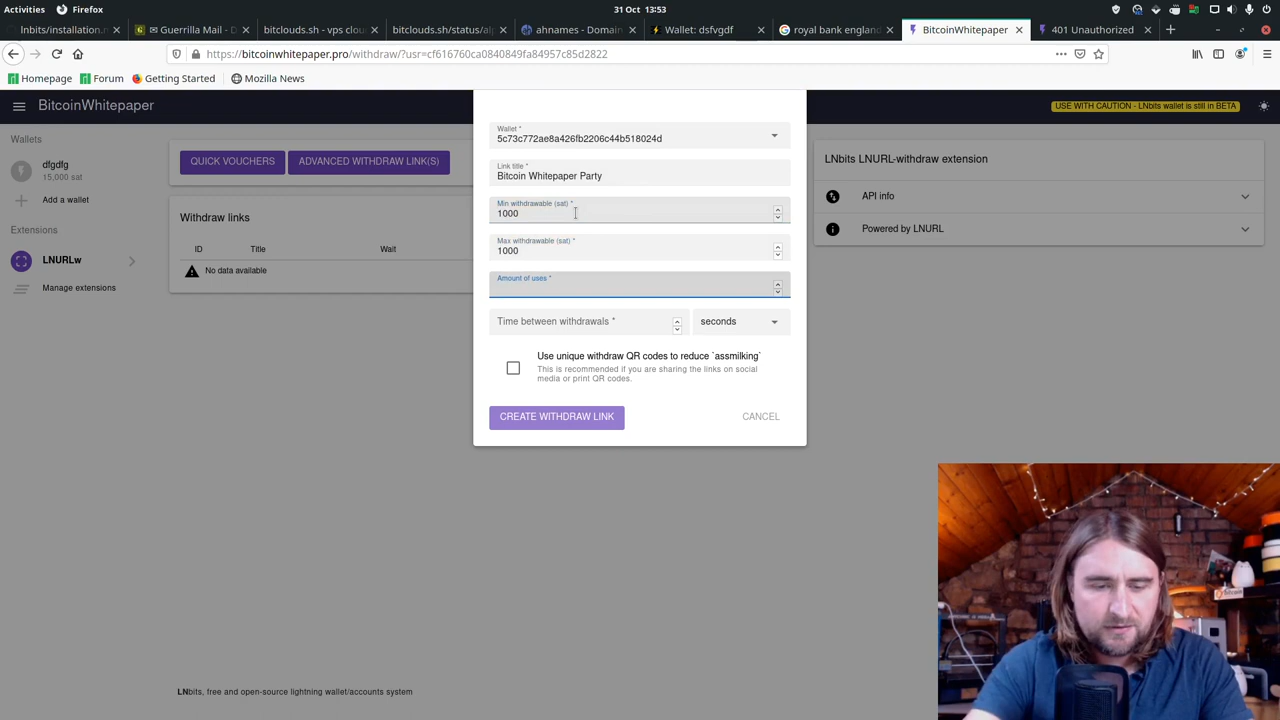 Activities
Firefox
31 Oct 13:53
lnbits/installation.m
Guerrilla Mail - D
bitclouds.sh - vps clou
bitclouds.sh/status/al
ahnames - Domain
Wallet: dsfvgdf
royal bank england
BitcoinWhitepaper
401 Unauthorized
https://bitcoinwhitepaper.pro/withdraw/?usr=cf616760ca0840849fa84957c85d2822
Homepage
Forum
Getting Started
Mozilla News
BitcoinWhitepaper
USE WITH CAUTION - LNbits wallet is still in BETA
Wallets
dfgdfg
15,000 sat
Add a wallet
Extensions
LNURLw
Manage extensions
QUICK VOUCHERS
ADVANCED WITHDRAW LINK(S)
Withdraw links
ID Title Wait
No data available
Wallet *
5c73c772ae8a426fb2206c44b518024d
Link title *
Bitcoin Whitepaper Party
Min withdrawable (sat) *
1000
Max withdrawable (sat) *
1000
Amount of uses *
Time between withdrawals *
seconds
Use unique withdraw QR codes to reduce `assmilking`
This is recommended if you are sharing the links on social
media or print QR codes.
CREATE WITHDRAW LINK
CANCEL
LNbits LNURL-withdraw extension
API info
Powered by LNURL
LNbits, free and open-source lightning wallet/accounts system